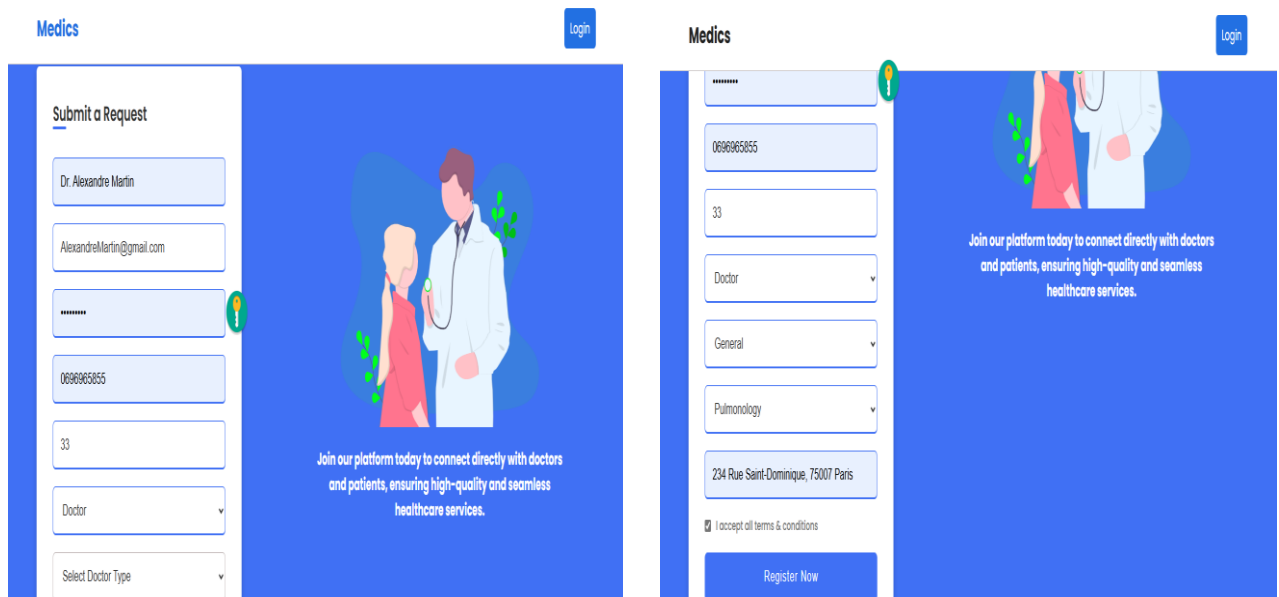 Medics
Login
Submit a Request
Dr. Alexandre Martin
AlexandreMartin@gmail.com
•••••••••
0696965855
33
Doctor
Select Doctor Type
Join our platform today to connect directly with doctors
and patients, ensuring high-quality and seamless
healthcare services.
Medics
Login
•••••••••
0696965855
33
Doctor
General
Pulmonology
234 Rue Saint-Dominique, 75007 Paris
I accept all terms & conditions
Register Now
Join our platform today to connect directly with doctors
and patients, ensuring high-quality and seamless
healthcare services.